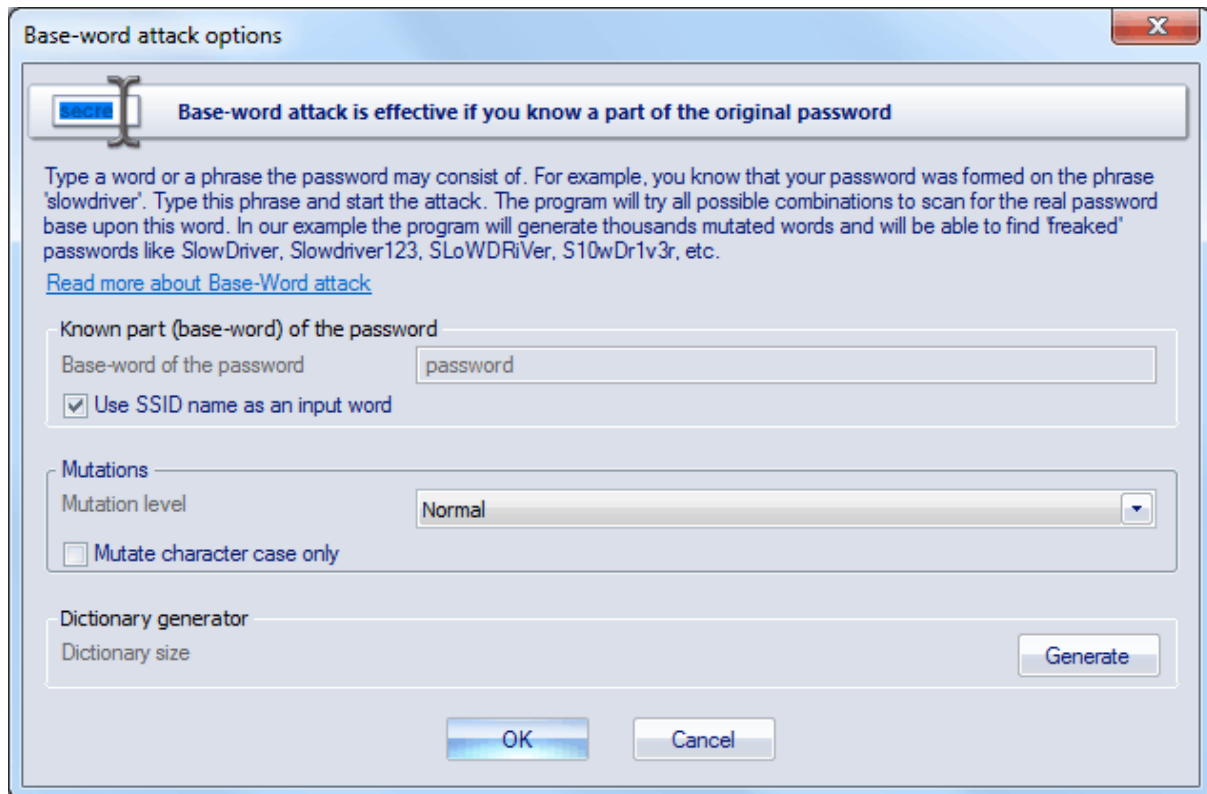 Base-word attack options
secre
Base-word attack is effective if you know a part of the original password
Type a word or a phrase the password may consist of. For example, you know that your password was formed on the phrase
'slowdriver'. Type this phrase and start the attack. The program will try all possible combinations to scan for the real password
base upon this word. In our example the program will generate thousands mutated words and will be able to find 'freaked'
passwords like SlowDriver, Slowdriver123, SLoWDRiVer, S10wDr1v3r, etc.
Read more about Base-Word attack
Known part (base-word) of the password
Base-word of the password
password
Use SSID name as an input word
Mutations
Mutation level
Normal
Mutate character case only
Dictionary generator
Dictionary size
Generate
OK
Cancel